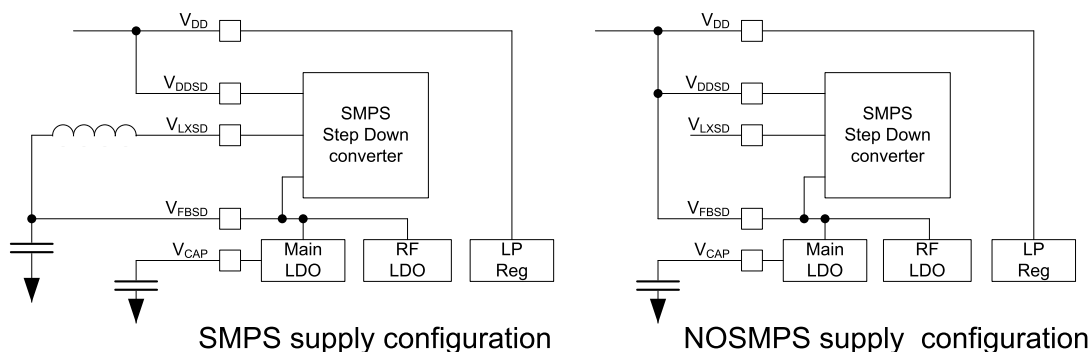 VDD
VDDSD
VLXSD
SMPS
Step Down
converter
VFBSD
VCAP
Main
LDO
RF
LDO
LP
Reg
SMPS supply configuration
VDD
VDDSD
VLXSD
SMPS
Step Down
converter
VFBSD
VCAP
Main
LDO
RF
LDO
LP
Reg
NOSMPS supply configuration